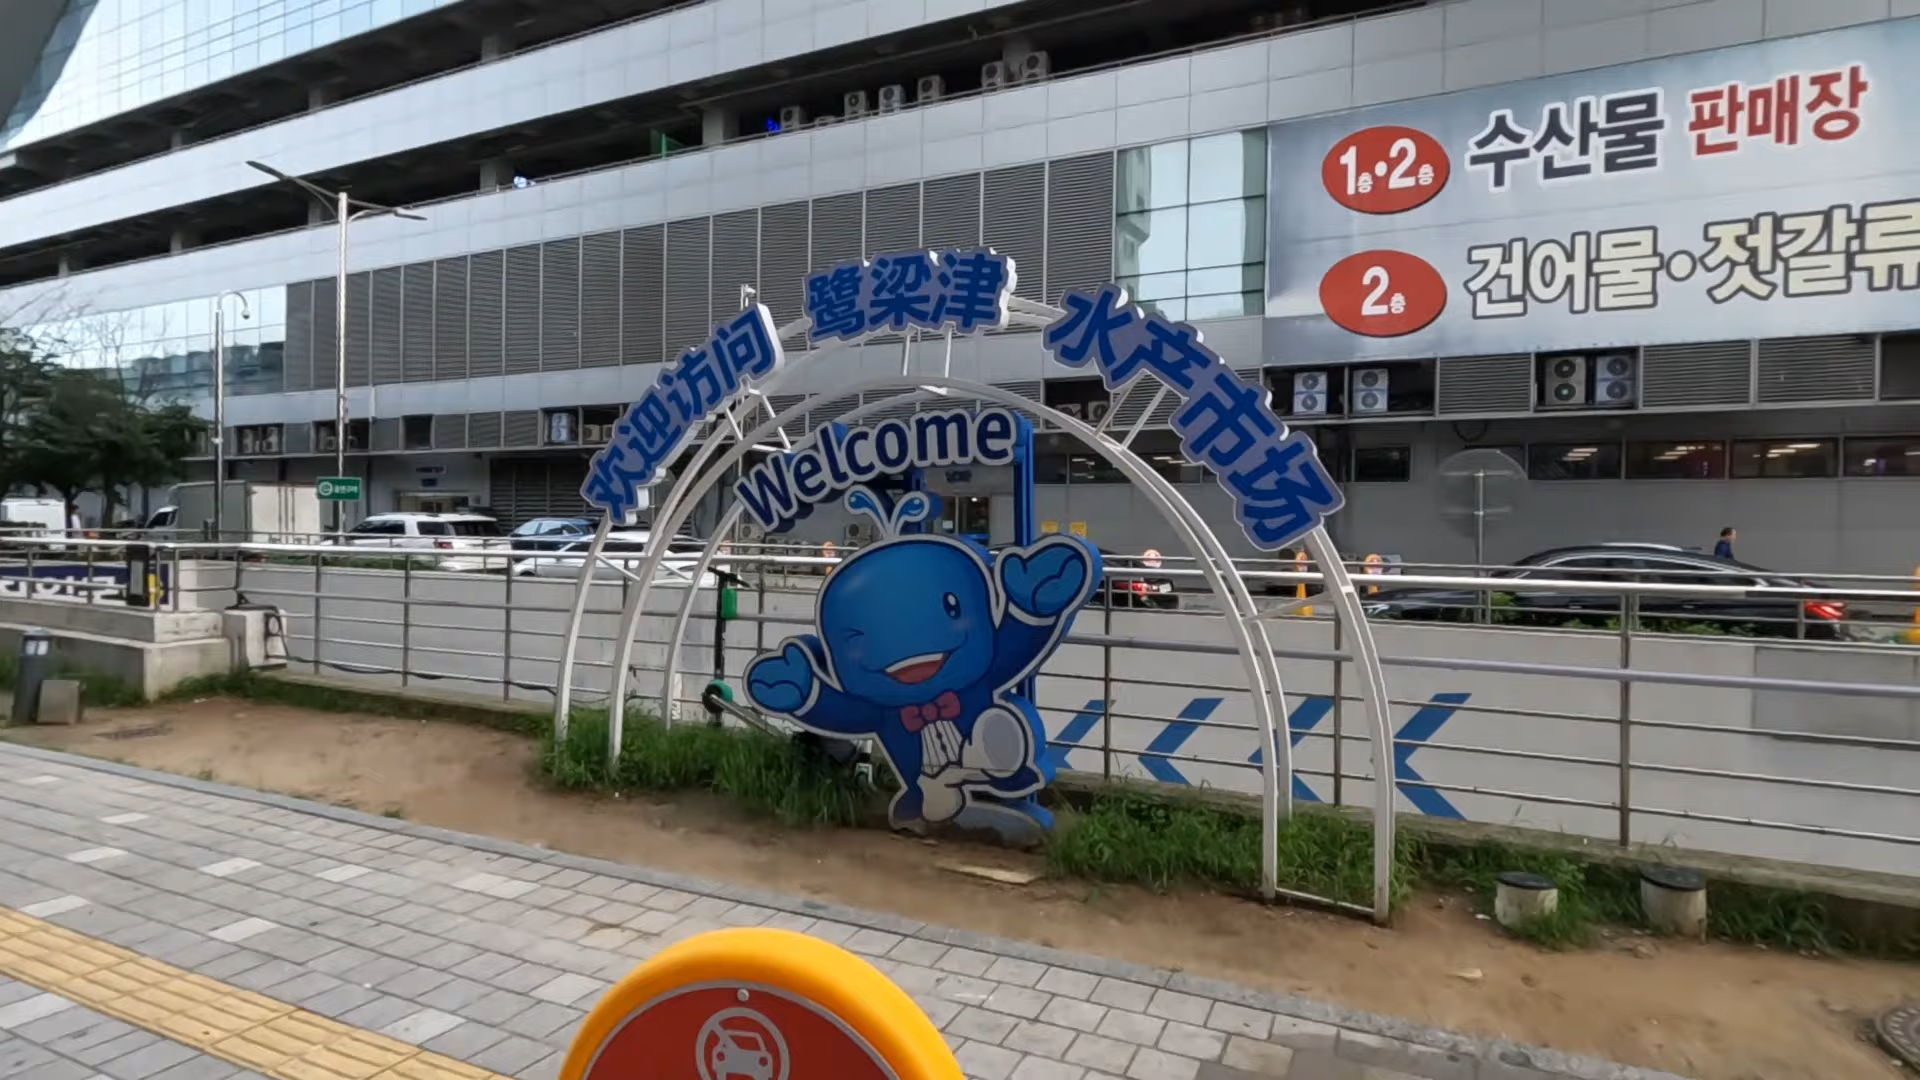 1층·2층 수산물 판매장
2층 건어물·젓갈류
欢迎访问 鹭梁津 水产市场
Welcome